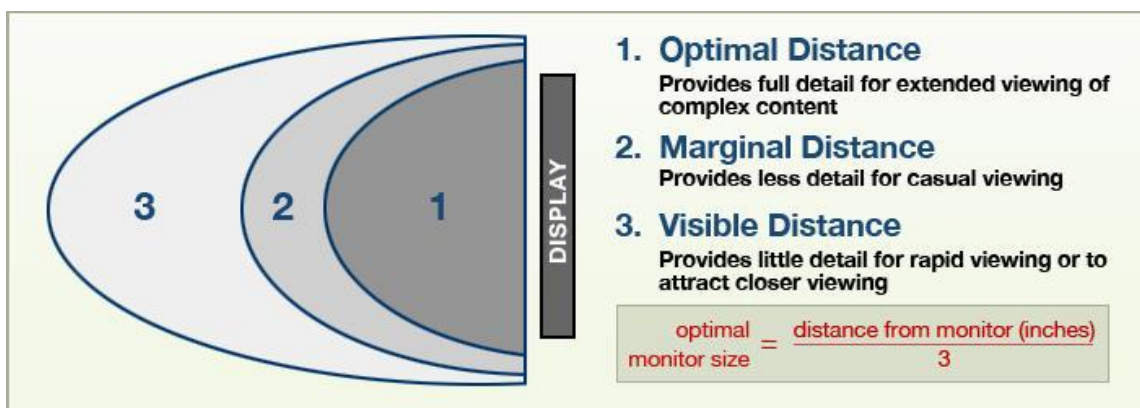 3
2
1
DISPLAY
1. Optimal Distance
Provides full detail for extended viewing of
complex content
2. Marginal Distance
Provides less detail for casual viewing
3. Visible Distance
Provides little detail for rapid viewing or to
attract closer viewing
optimal
monitor size = distance from monitor (inches)
3